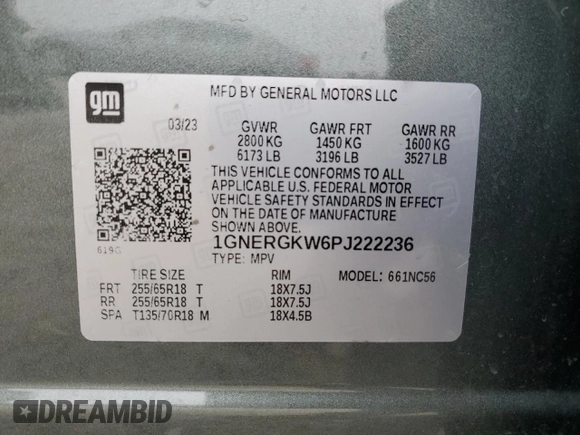 gm
MFD BY GENERAL MOTORS LLC
03/23 GVWR GAWR FRT GAWR RR
2800 KG 1450 KG 1600 KG
6173 LB 3196 LB 3527 LB
THIS VEHICLE CONFORMS TO ALL
APPLICABLE U.S. FEDERAL MOTOR
VEHICLE SAFETY STANDARDS IN EFFECT
ON THE DATE OF MANUFACTURE
SHOWN ABOVE.
619G 1GNERGKW6PJ222236
TYPE: MPV
TIRE SIZE RIM MODEL: 661NC56
FRT 255/65R18 T 18X7.5J
RR 255/65R18 T 18X7.5J
SPA T135/70R18 M 18X4.5B
DREAMBID